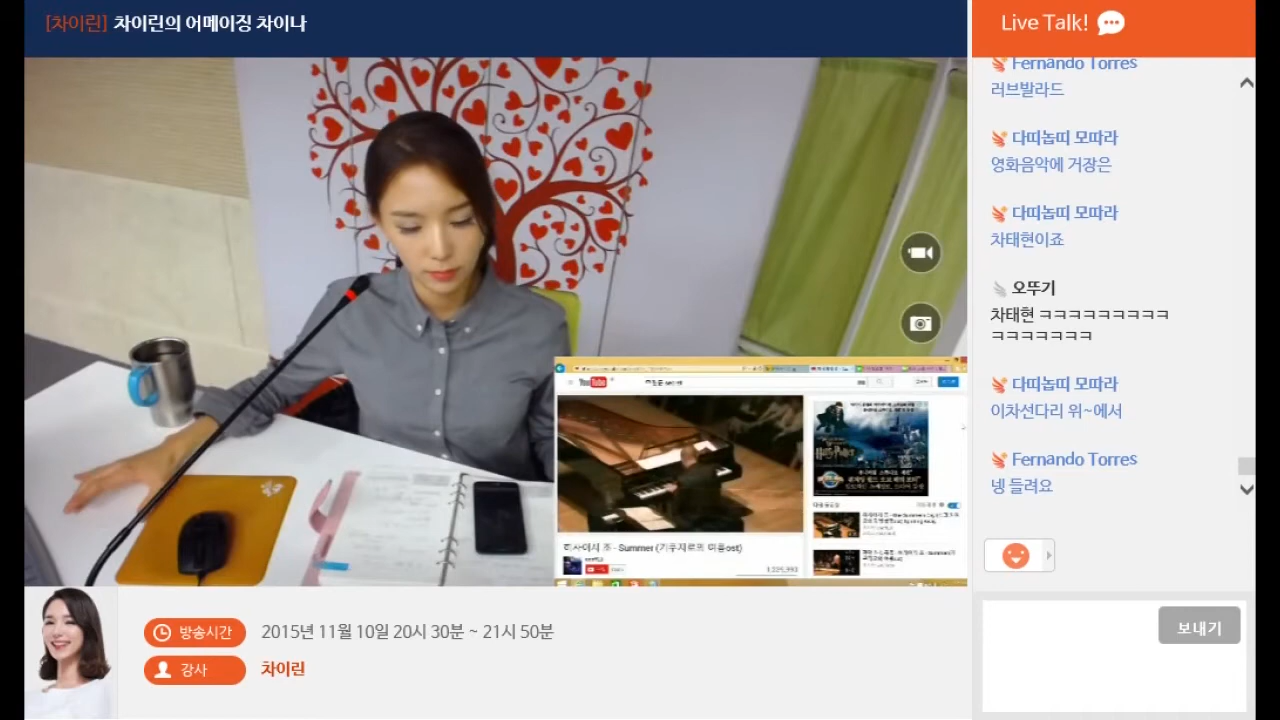 [차이린] 차이린의 어메이징 차이나
Live Talk!
Fernando Torres
러브발라드
다띠놉띠 모따라
영화음악에 거장은
다띠놉띠 모따라
차태현이죠
오뚜기
차태현 ㅋㅋㅋㅋㅋㅋㅋㅋㅋ
ㅋㅋㅋㅋㅋㅋㅋ
다띠놉띠 모따라
이차선다리 위~에서
Fernando Torres
넹 들려요
보내기
YouTube
히사이시 조 - Summer (기쿠지로의 여름ost)
방송시간 2015년 11월 10일 20시 30분 ~ 21시 50분
강사 차이린